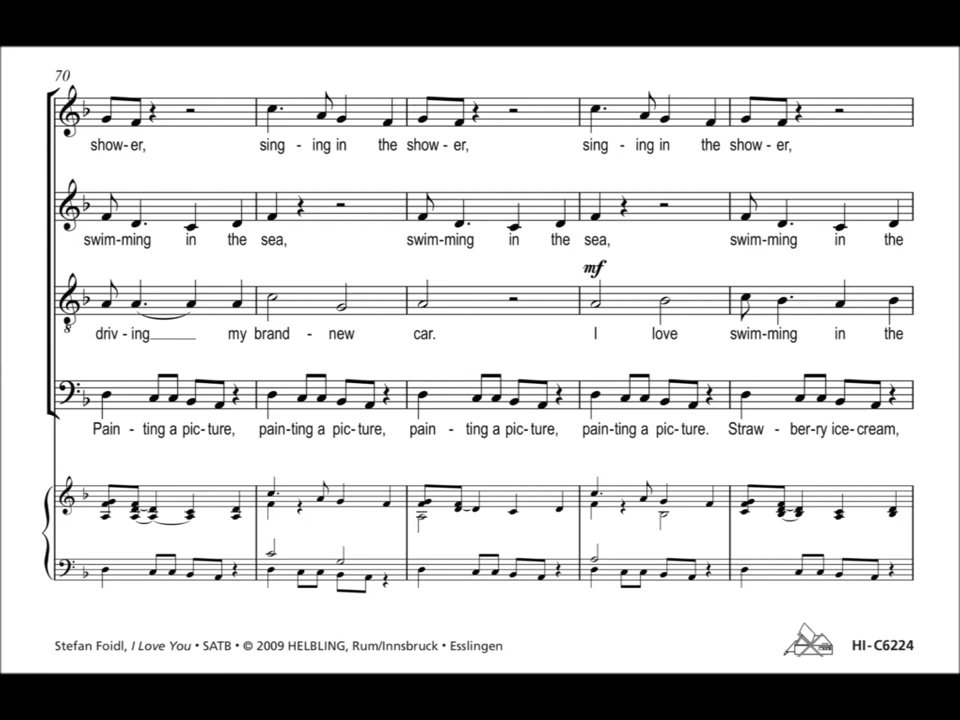 70
show-er, sing - ing in the show - er, sing - ing in the show - er,
swim-ming in the sea, swim-ming in the sea, swim-ming in the
mf
driv - ing my brand - new car. I love swim-ming in the
Pain - ting a pic-ture, pain-ting a pic-ture, pain - ting a pic-ture, pain-ting a pic-ture. Straw - ber-ry ice-cream,
Stefan Foidl, I Love You • SATB • © 2009 HELBLING, Rum/Innsbruck • Esslingen
HI-C6224